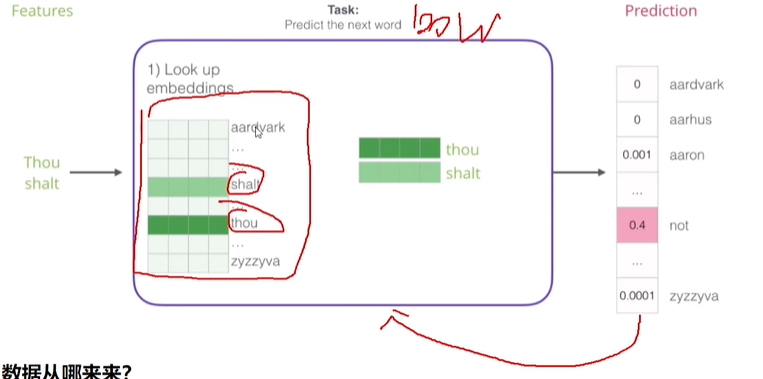 Features
Task:
Predict the next word
100W
Prediction
1) Look up
embeddings
aardvark
...
...
shalt
...
thou
...
zyzzyva
Thou
shalt
thou
shalt
0
aardvark
0
aarhus
0.001
aaron
...
0.4
not
...
0.0001
zyzzyva
数据从哪来来?